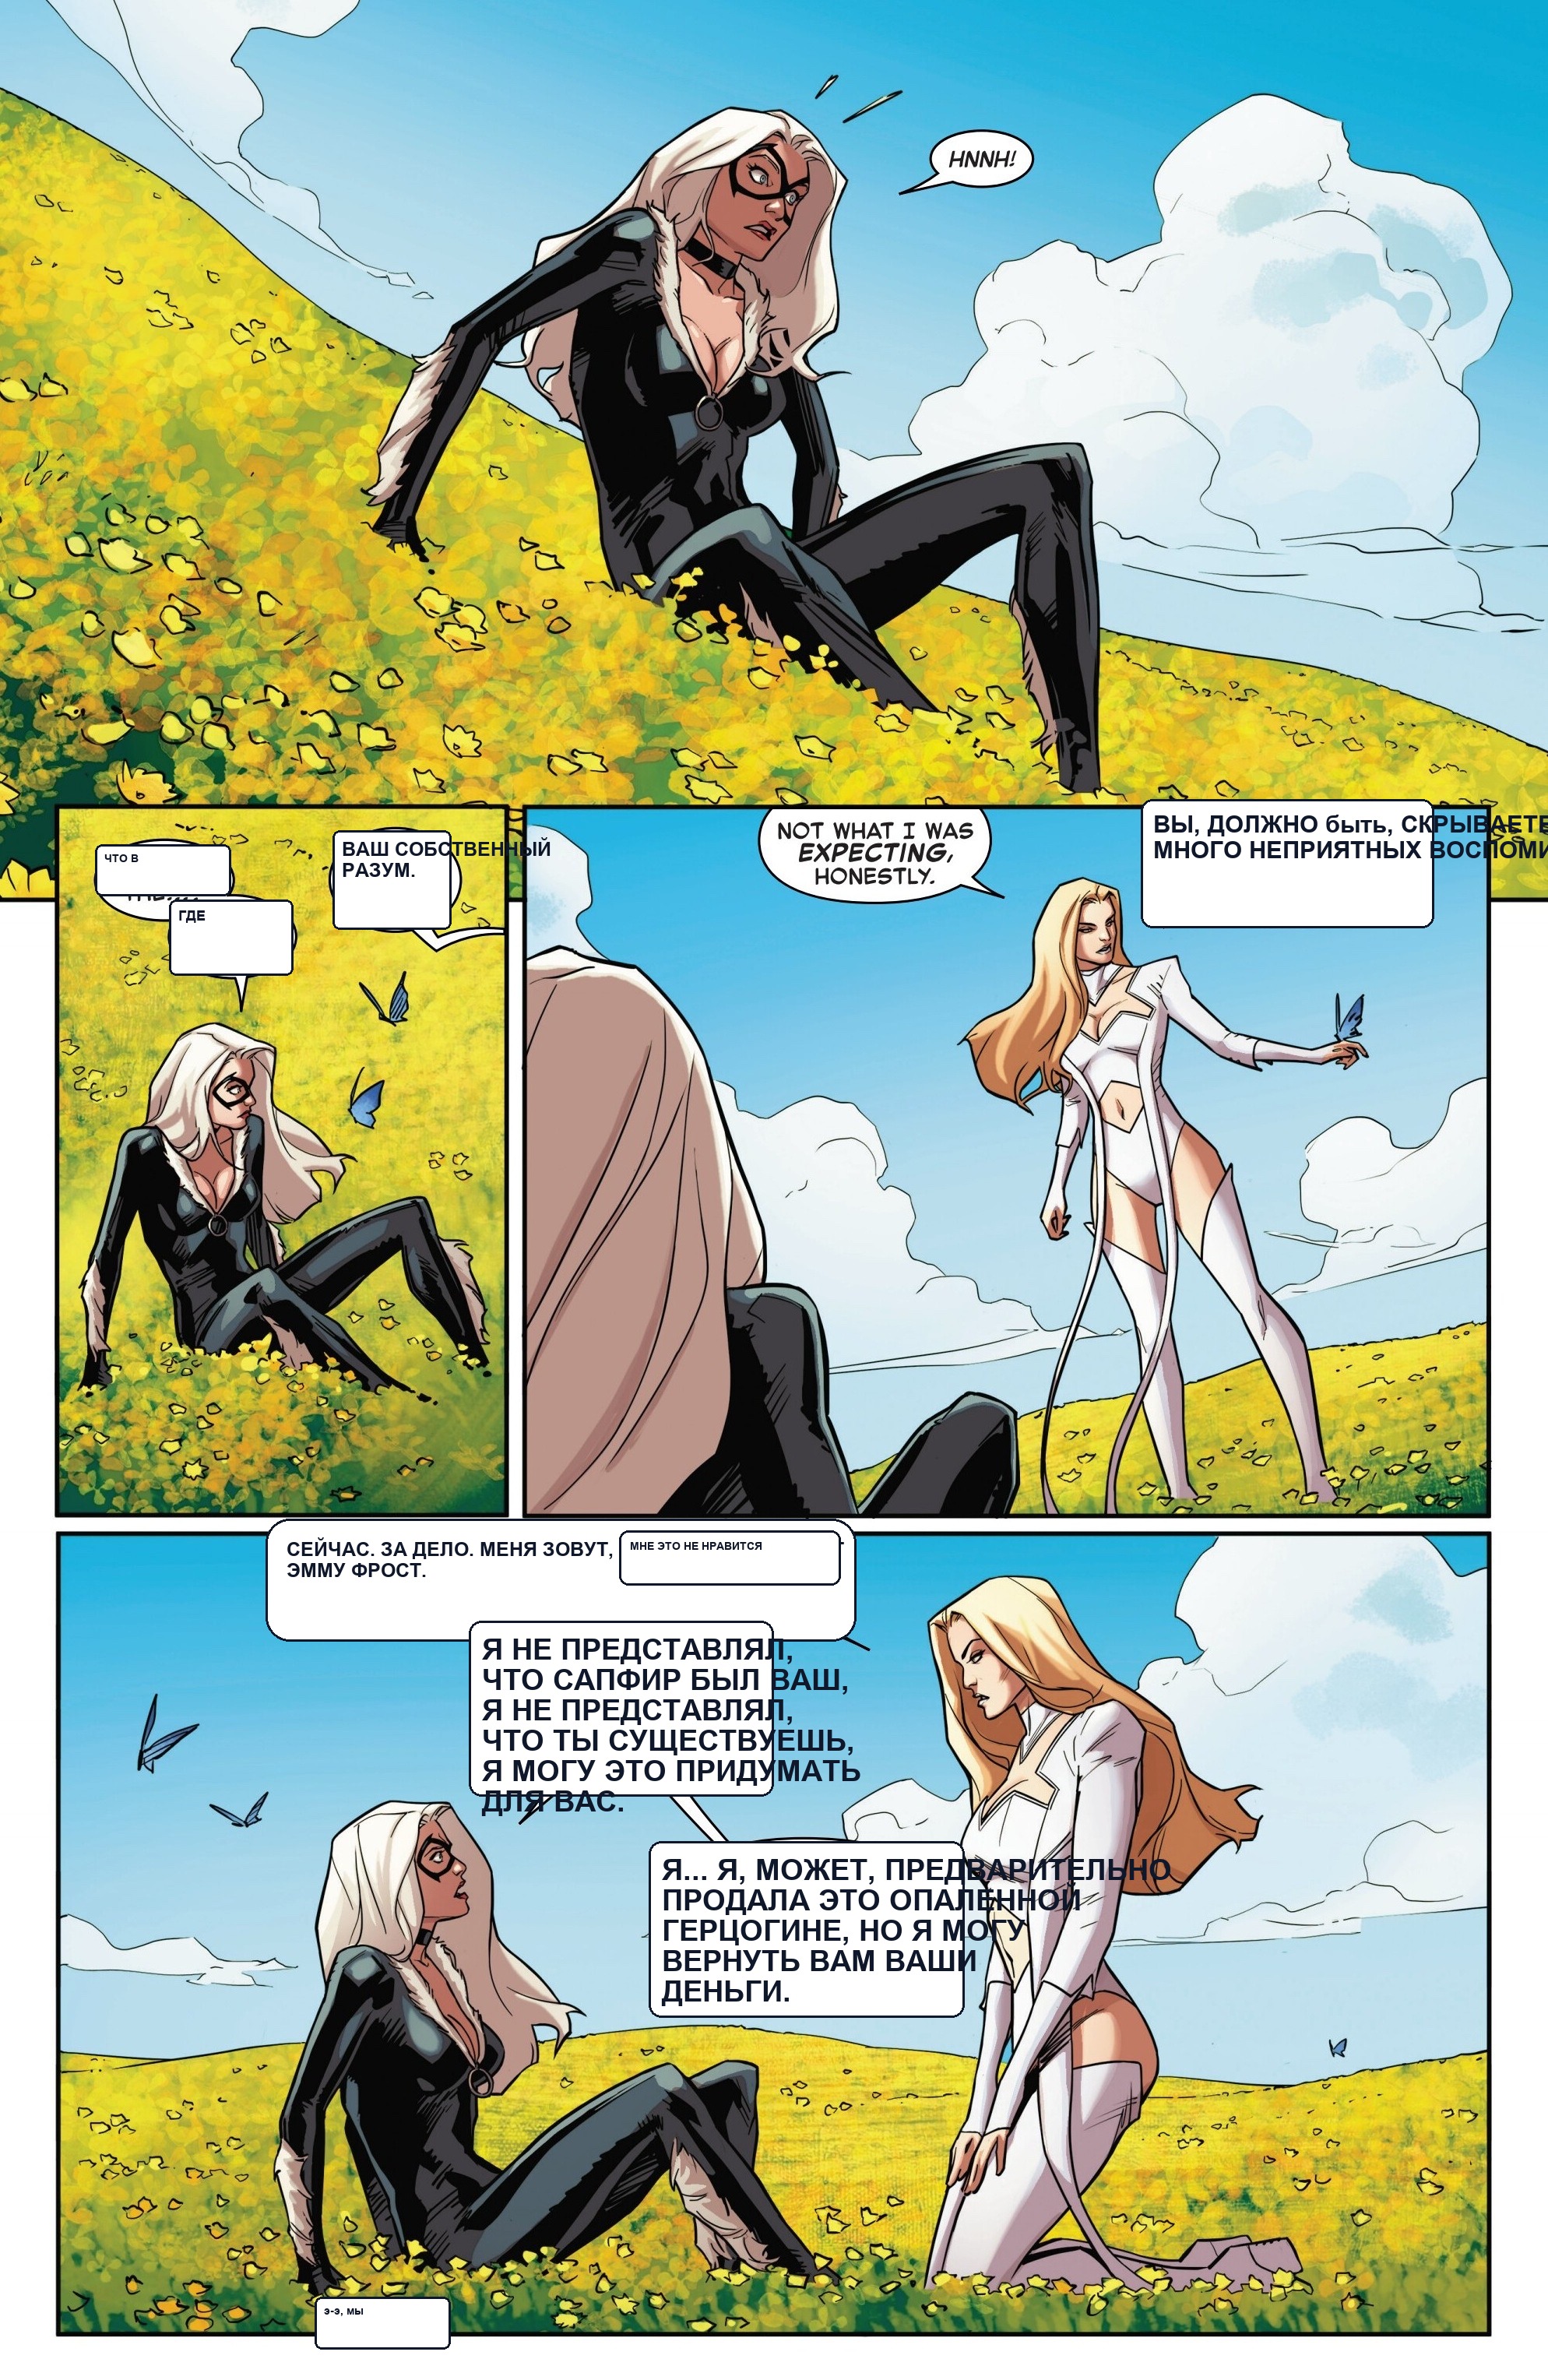 HNNH!
ЧТО В
ГДЕ
ВАШ СОБСТВЕННЫЙ
РАЗУМ.
NOT WHAT I WAS
EXPECTING,
HONESTLY.
ВЫ, ДОЛЖНО быть, СКРЫВАЕТЕ
МНОГО НЕПРИЯТНЫХ
СЕЙЧАС. ЗА ДЕЛО. МЕНЯ ЗОВУТ,
ЭММУ ФРОСТ.
МНЕ ЭТО НЕ НРАВИТСЯ
Я НЕ ПРЕДСТАВЛЯЛ,
ЧТО САПФИР БЫЛ ВАШ,
Я НЕ ПРЕДСТАВЛЯЛ,
ЧТО ТЫ СУЩЕСТВУЕШЬ,
Я МОГУ ЭТО ПРИДУМАТЬ
ДЛЯ ВАС.
Я... Я, МОЖЕТ, ПРЕДВАРИТЕЛЬНО
ПРОДАЛА ЭТО ОПАЛЕННОЙ
ГЕРЦОГИНЕ, НО Я МОГУ
ВЕРНУТЬ ВАМ ВАШИ
ДЕНЬГИ.
э-э, мы